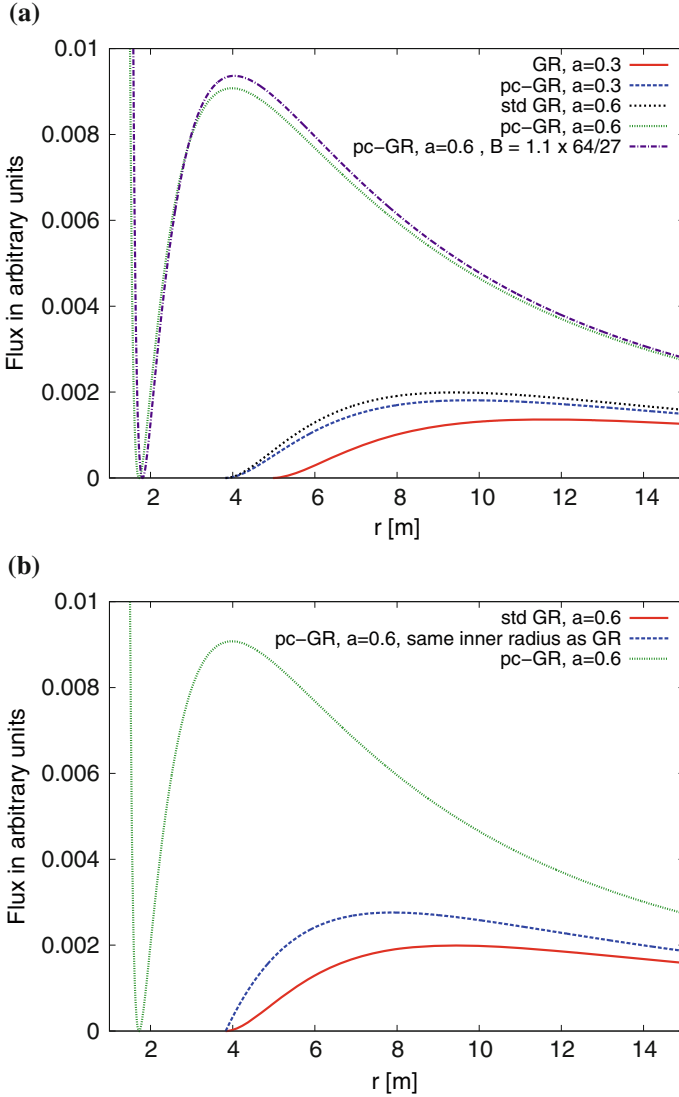 (a)
0.01
0.008
0.006
0.004
0.002
0
Flux in arbitrary units
GR, a=0.3
pc-GR, a=0.3
std GR, a=0.6
pc-GR, a=0.6
pc-GR, a=0.6 , B = 1.1 x 64/27
2 4 6 8 10 12 14
r [m]
(b)
0.01
0.008
0.006
0.004
0.002
0
Flux in arbitrary units
std GR, a=0.6
pc-GR, a=0.6, same inner radius as GR
pc-GR, a=0.6
2 4 6 8 10 12 14
r [m]